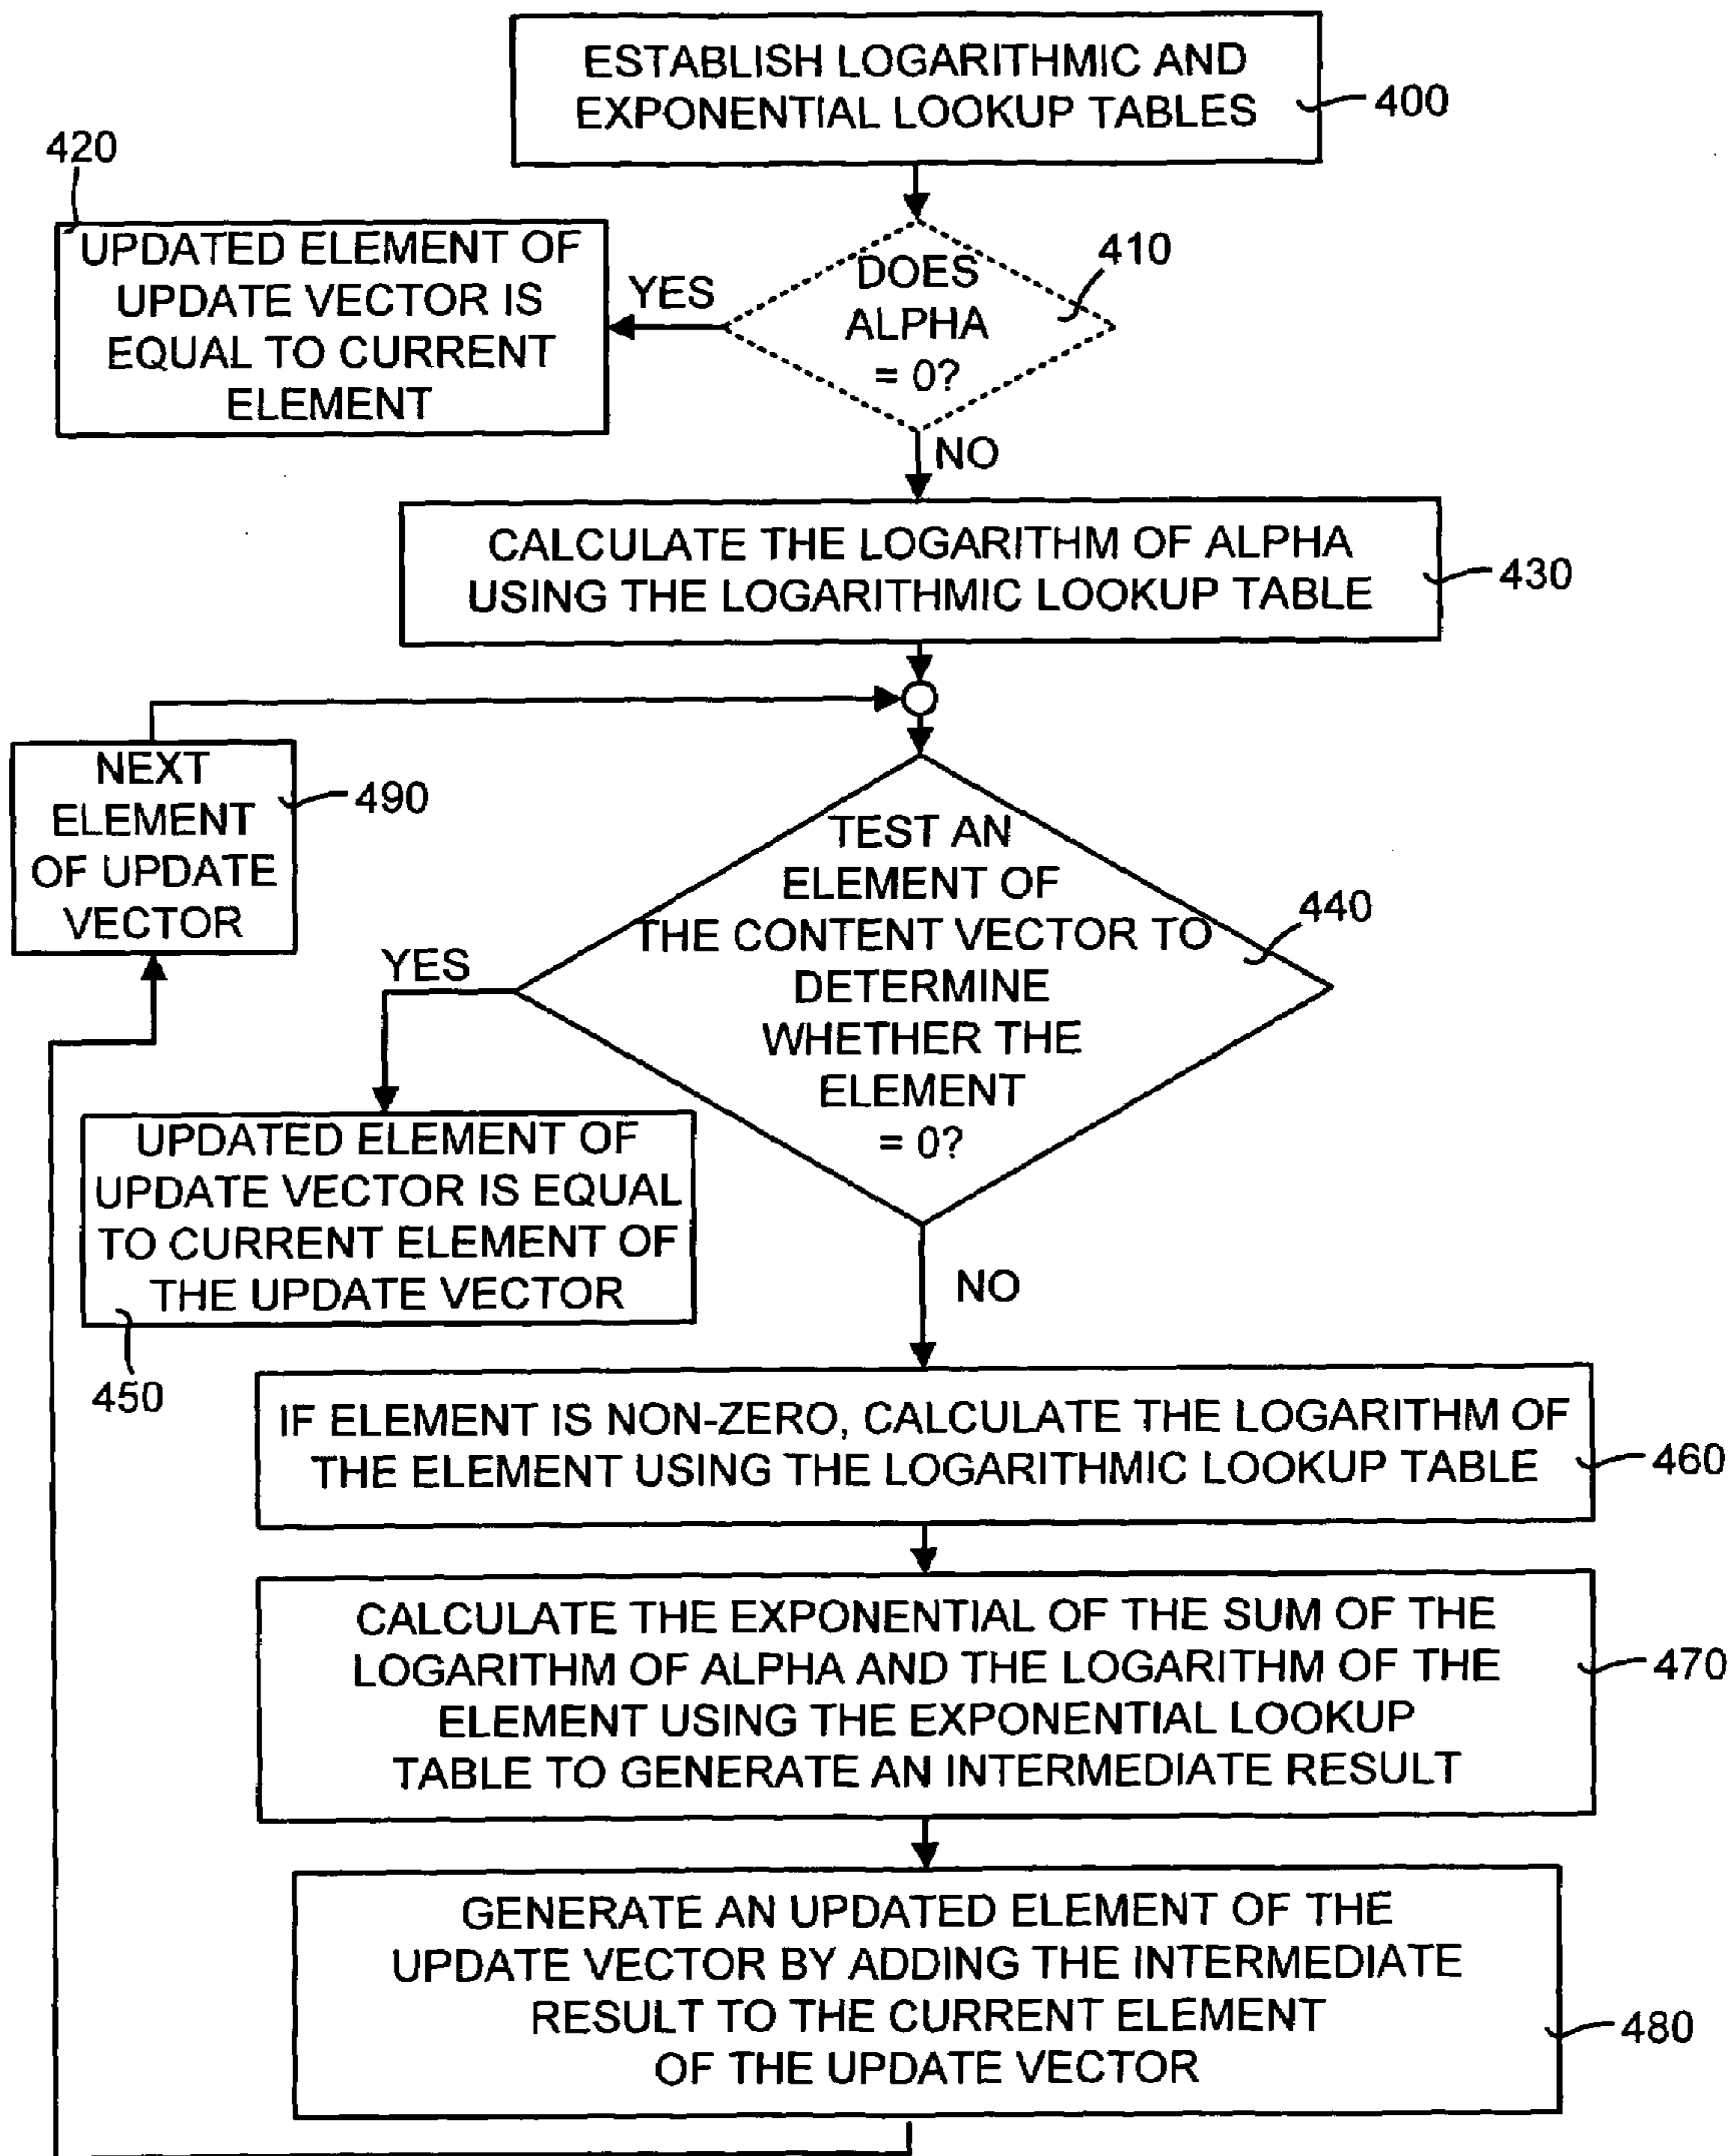 ESTABLISH LOGARITHMIC AND
EXPONENTIAL LOOKUP TABLES
400
420
UPDATED ELEMENT OF
UPDATE VECTOR IS
EQUAL TO CURRENT
ELEMENT
YES
DOES
ALPHA
= 0?
410
NO
CALCULATE THE LOGARITHM OF ALPHA
USING THE LOGARITHMIC LOOKUP TABLE
430
NEXT
ELEMENT
OF UPDATE
VECTOR
490
TEST AN
ELEMENT OF
THE CONTENT VECTOR TO
DETERMINE
WHETHER THE
ELEMENT
= 0?
440
YES
UPDATED ELEMENT OF
UPDATE VECTOR IS EQUAL
TO CURRENT ELEMENT OF
THE UPDATE VECTOR
450
NO
IF ELEMENT IS NON-ZERO, CALCULATE THE LOGARITHM OF
THE ELEMENT USING THE LOGARITHMIC LOOKUP TABLE
460
CALCULATE THE EXPONENTIAL OF THE SUM OF THE
LOGARITHM OF ALPHA AND THE LOGARITHM OF THE
ELEMENT USING THE EXPONENTIAL LOOKUP
TABLE TO GENERATE AN INTERMEDIATE RESULT
470
GENERATE AN UPDATED ELEMENT OF THE
UPDATE VECTOR BY ADDING THE INTERMEDIATE
RESULT TO THE CURRENT ELEMENT
OF THE UPDATE VECTOR
480